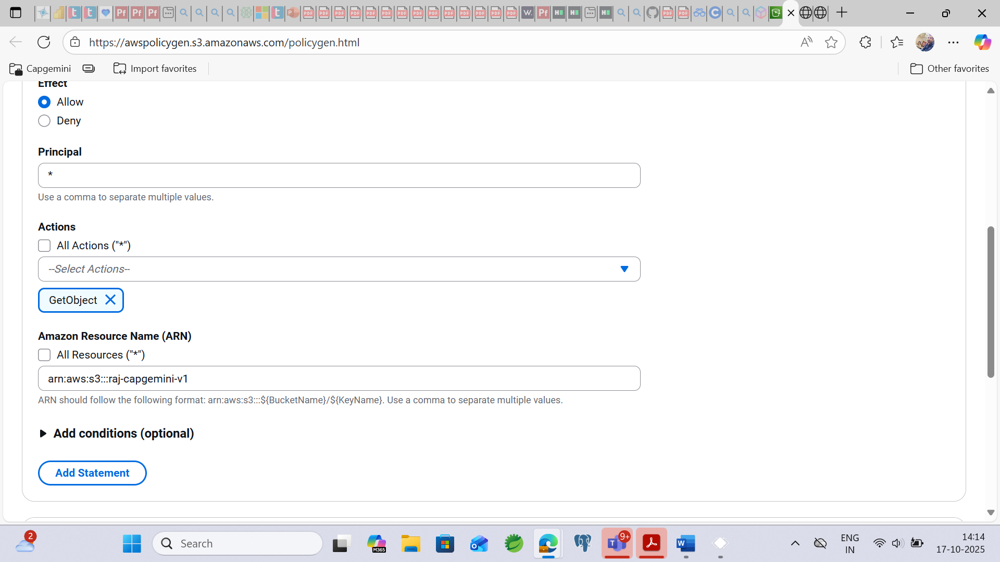 https://awspolicygen.s3.amazonaws.com/policygen.html
Capgemini
Import favorites
Other favorites
Effect
Allow
Deny
Principal
*
Use a comma to separate multiple values.
Actions
All Actions ("*")
--Select Actions--
GetObject
Amazon Resource Name (ARN)
All Resources ("*")
arn:aws:s3:::raj-capgemini-v1
ARN should follow the following format: arn:aws:s3:::${BucketName}/${KeyName}. Use a comma to separate multiple values.
Add conditions (optional)
Add Statement
2
Search
M365
9+
ENG
IN
14:14
17-10-2025